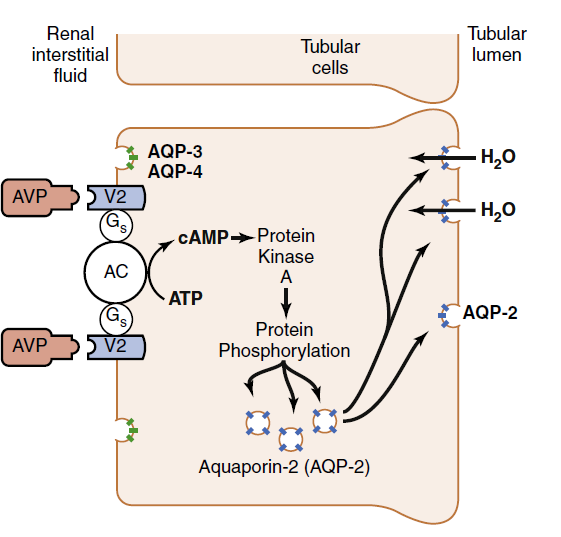 Renal
interstitial
fluid
Tubular
cells
Tubular
lumen
AQP-3
AQP-4
H₂O
AVP
V2
Gs
H₂O
cAMP
Protein
Kinase
A
AC
ATP
AQP-2
Gs
Protein
Phosphorylation
AVP
V2
Aquaporin-2 (AQP-2)